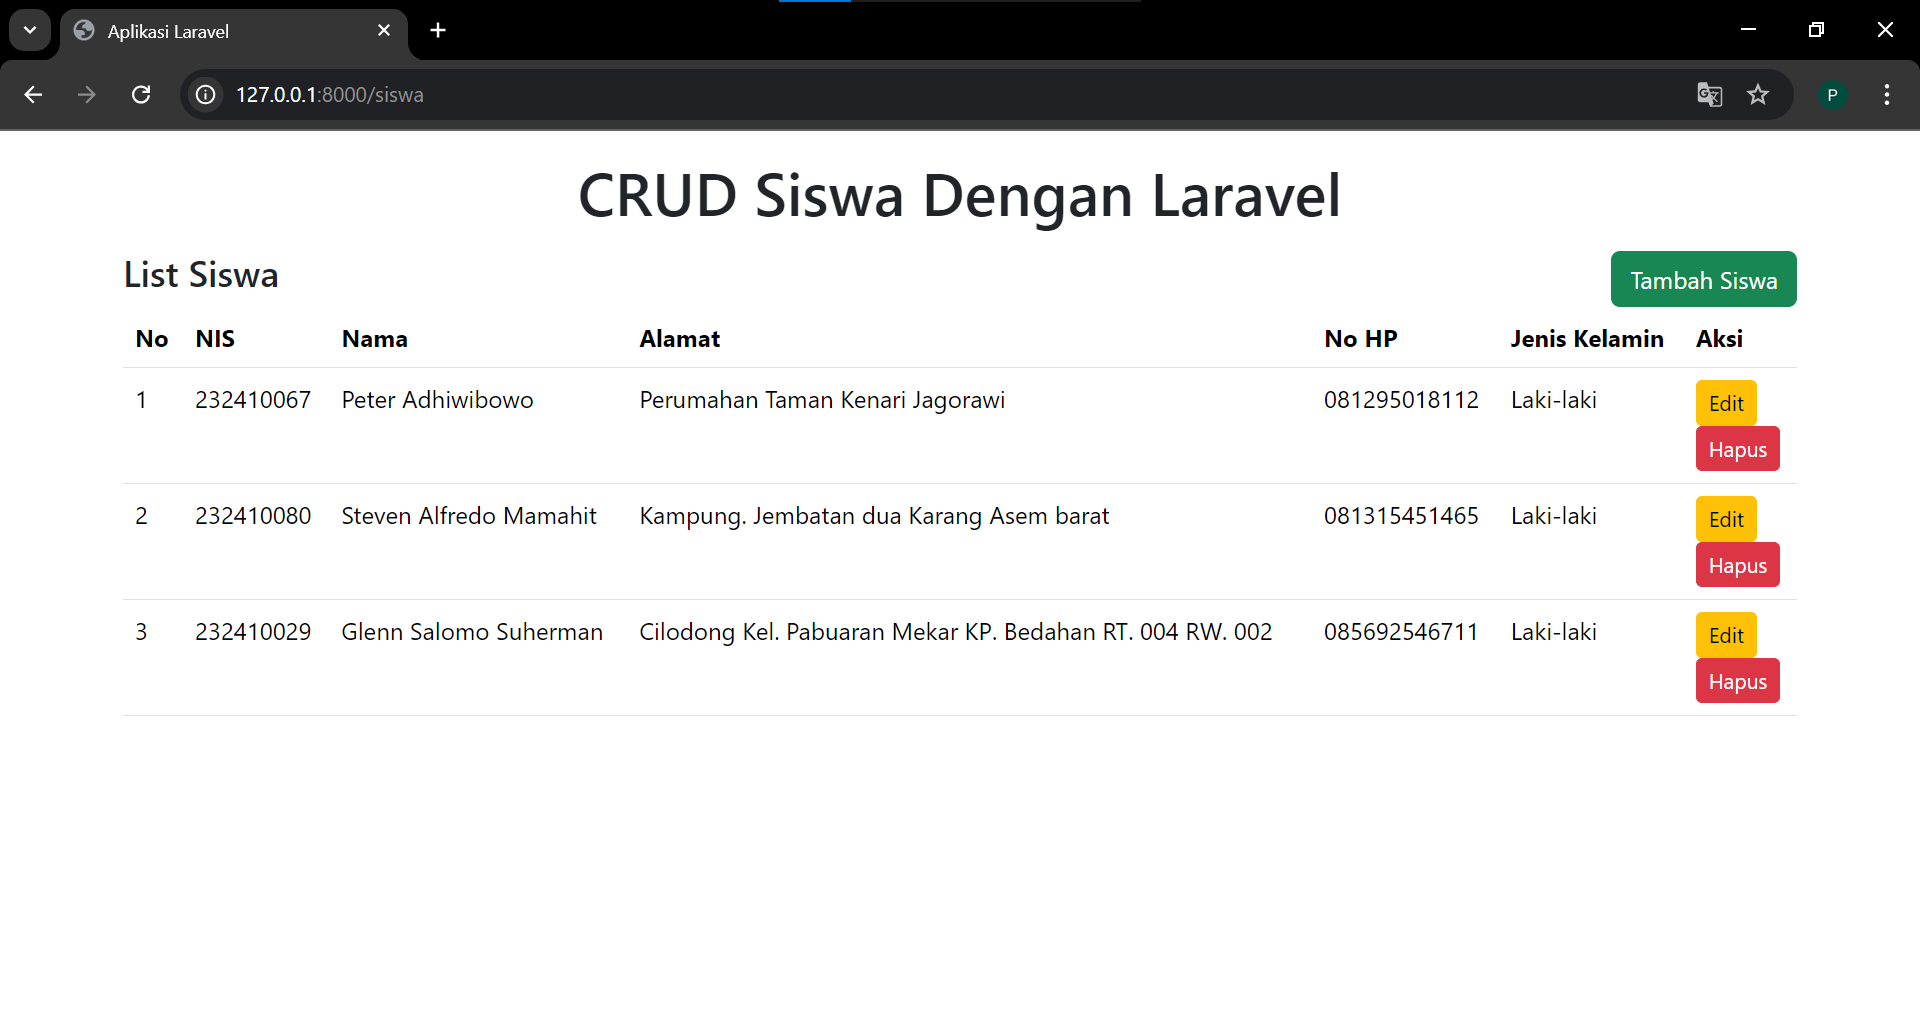 Aplikasi Laravel
127.0.0.1:8000/siswa
P
CRUD Siswa Dengan Laravel
List Siswa
Tambah Siswa
No NIS Nama Alamat No HP Jenis Kelamin Aksi
1 232410067 Peter Adhiwibowo Perumahan Taman Kenari Jagorawi 081295018112 Laki-laki Edit
Hapus
2 232410080 Steven Alfredo Mamahit Kampung. Jembatan dua Karang Asem barat 081315451465 Laki-laki Edit
Hapus
3 232410029 Glenn Salomo Suherman Cilodong Kel. Pabuaran Mekar KP. Bedahan RT. 004 RW. 002 085692546711 Laki-laki Edit
Hapus